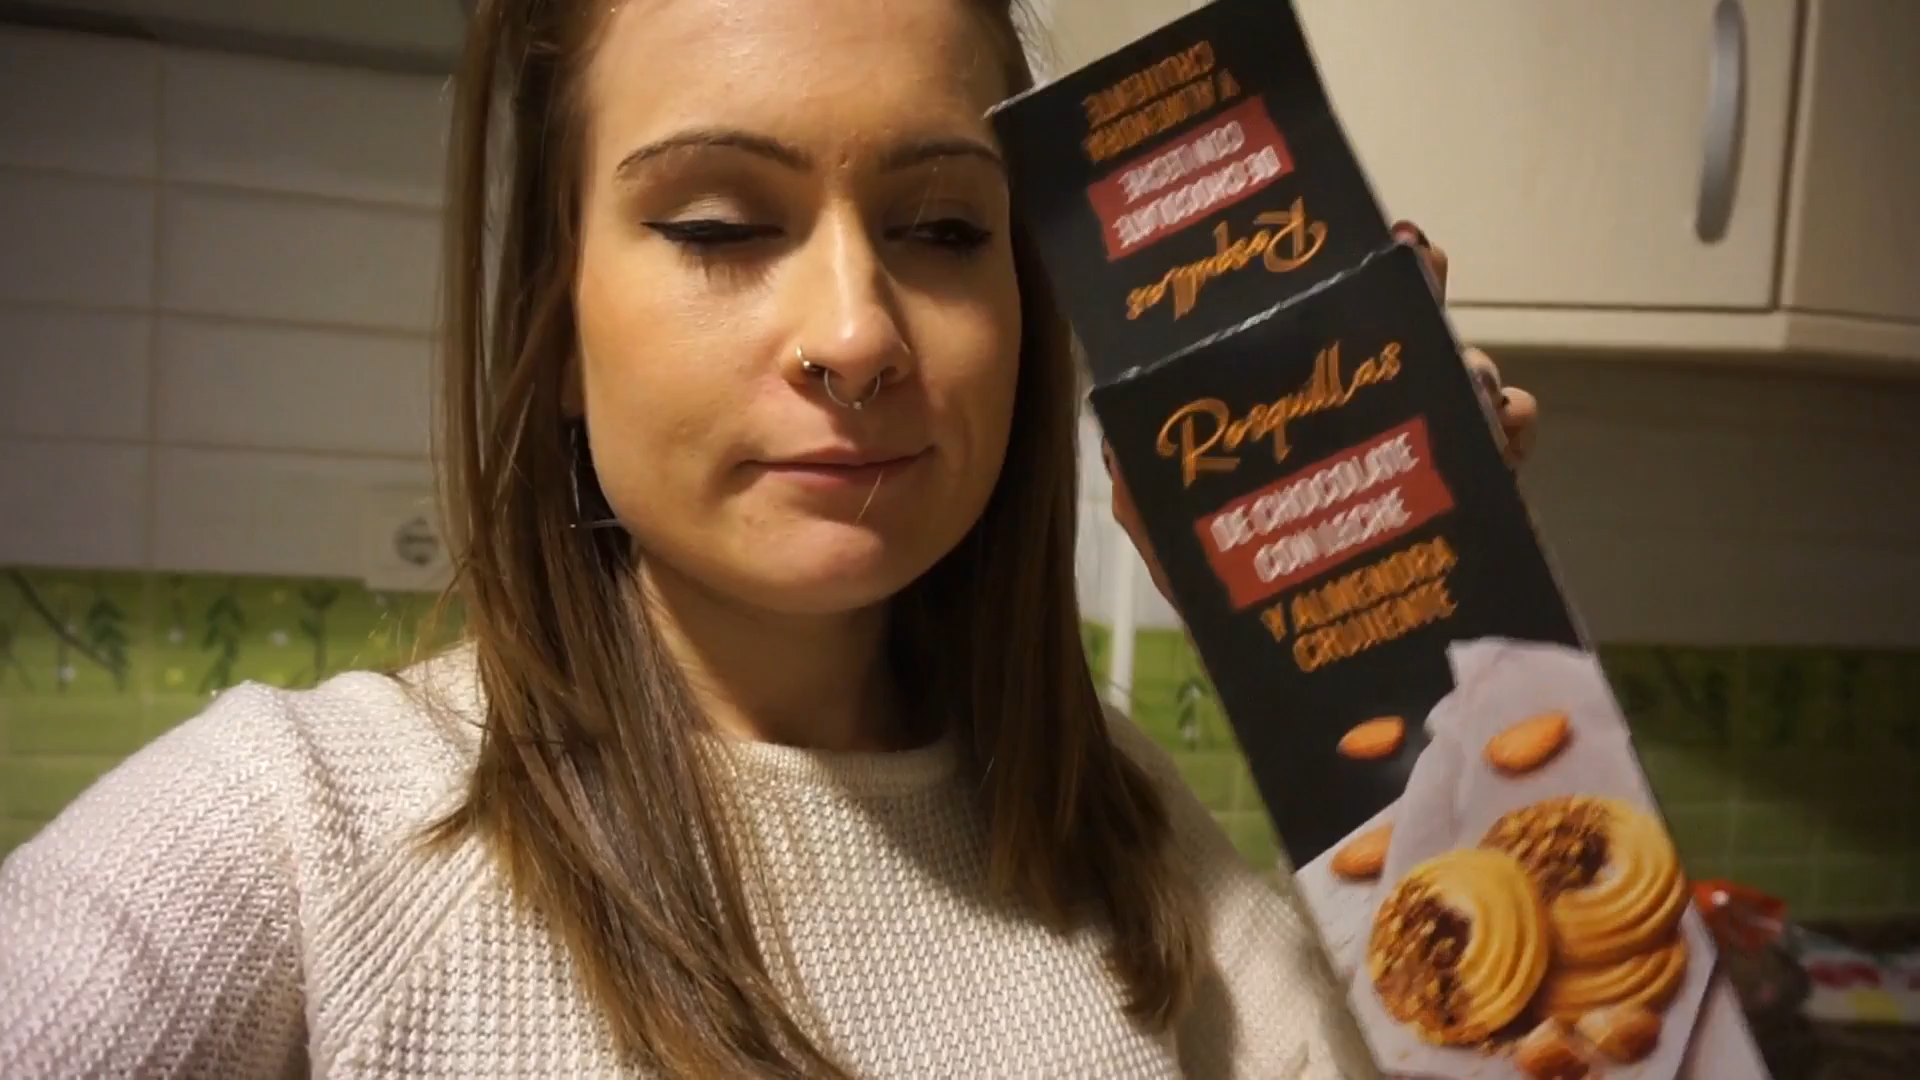 Rosquillas
DE CHOCOLATE
CON LECHE
Y ALMENDRA
CRUJIENTE
Rosquillas
DE CHOCOLATE
CON LECHE
Y ALMENDRA
CRUJIENTE